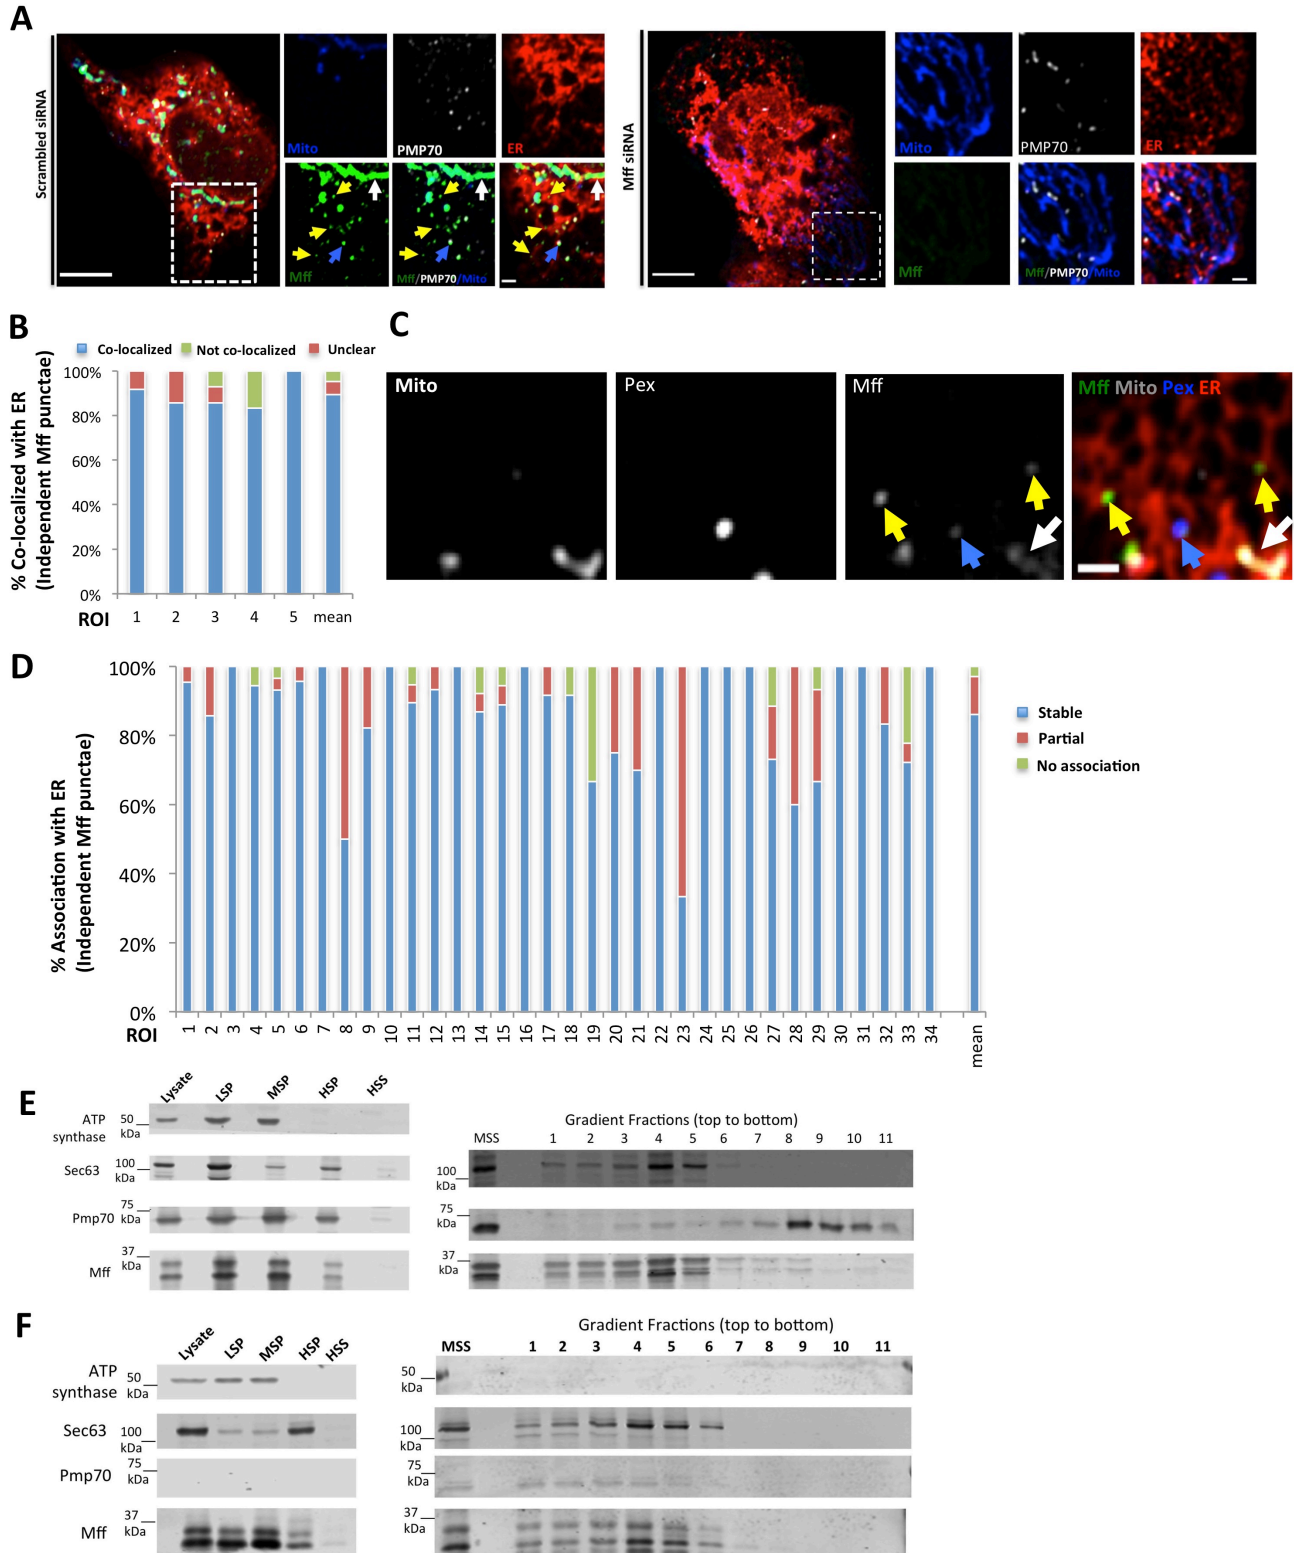 A
Scrambled siRNA
Mito
PMP70
ER
Mff
Mff/PMP70/Mito
Mff siRNA
Mito
PMP70
ER
Mff
Mff/PMP70/Mito
B
Co-localized
Not co-localized
Unclear
% Co-localized with ER
(Independent Mff punctae)
100%
80%
60%
40%
20%
0%
ROI 1 2 3 4 5 mean
C
Mito
Pex
Mff
Mff Mito Pex ER
D
% Association with ER
(Independent Mff punctae)
100%
80%
60%
40%
20%
0%
ROI 1 2 3 4 5 6 7 8 9 10 11 12 13 14 15 16 17 18 19 20 21 22 23 24 25 26 27 28 29 30 31 32 33 34 mean
Stable
Partial
No association
E
Lysate LSP MSP HSP HSS
ATP synthase 50 kDa
Sec63 100 kDa
Pmp70 75 kDa
Mff 37 kDa
Gradient Fractions (top to bottom)
MSS 1 2 3 4 5 6 7 8 9 10 11
100 kDa
75 kDa
37 kDa
F
Lysate LSP MSP HSP HSS
ATP synthase 50 kDa
Sec63 100 kDa
Pmp70 75 kDa
Mff 37 kDa
Gradient Fractions (top to bottom)
MSS 1 2 3 4 5 6 7 8 9 10 11
50 kDa
100 kDa
75 kDa
37 kDa